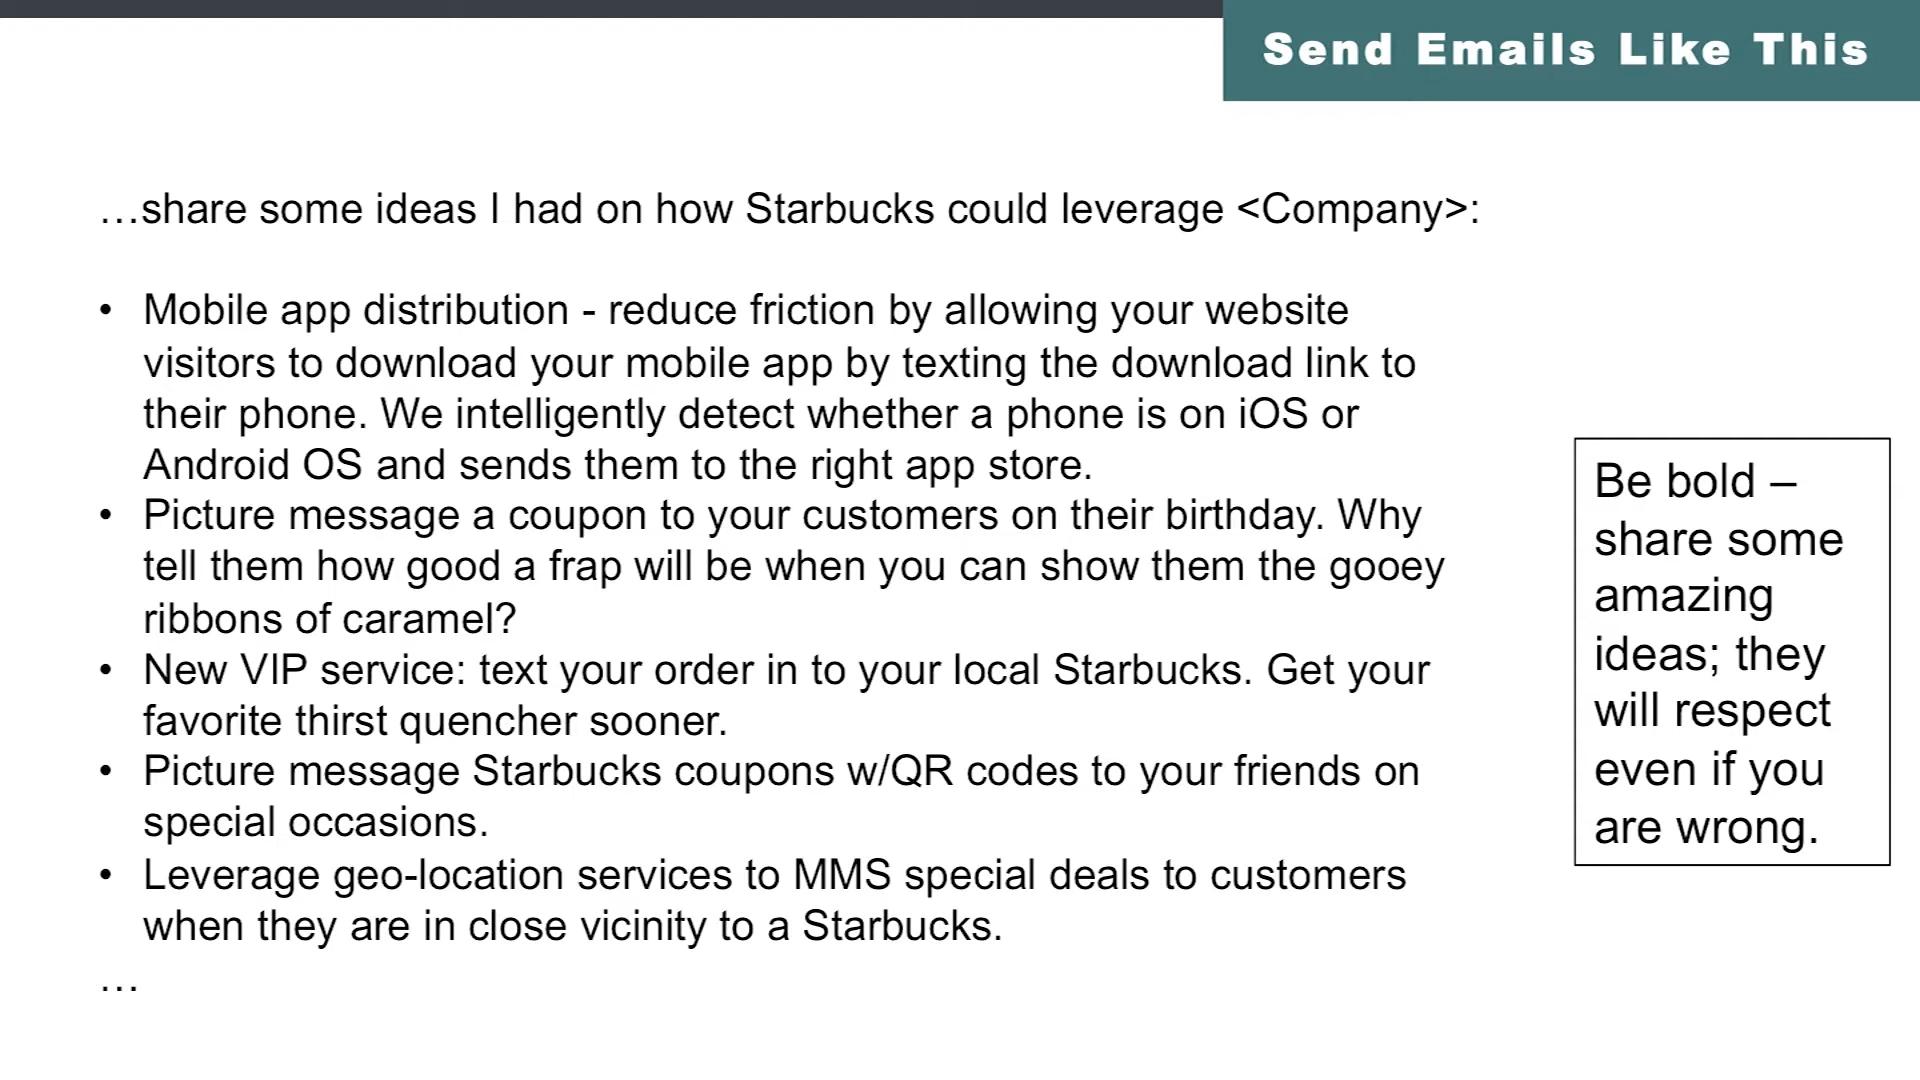 Send Emails Like This
…share some ideas I had on how Starbucks could leverage <Company>:
• Mobile app distribution - reduce friction by allowing your website
visitors to download your mobile app by texting the download link to
their phone. We intelligently detect whether a phone is on iOS or
Android OS and sends them to the right app store.
• Picture message a coupon to your customers on their birthday. Why
tell them how good a frap will be when you can show them the gooey
ribbons of caramel?
• New VIP service: text your order in to your local Starbucks. Get your
favorite thirst quencher sooner.
• Picture message Starbucks coupons w/QR codes to your friends on
special occasions.
• Leverage geo-location services to MMS special deals to customers
when they are in close vicinity to a Starbucks.
…
Be bold –
share some
amazing
ideas; they
will respect
even if you
are wrong.